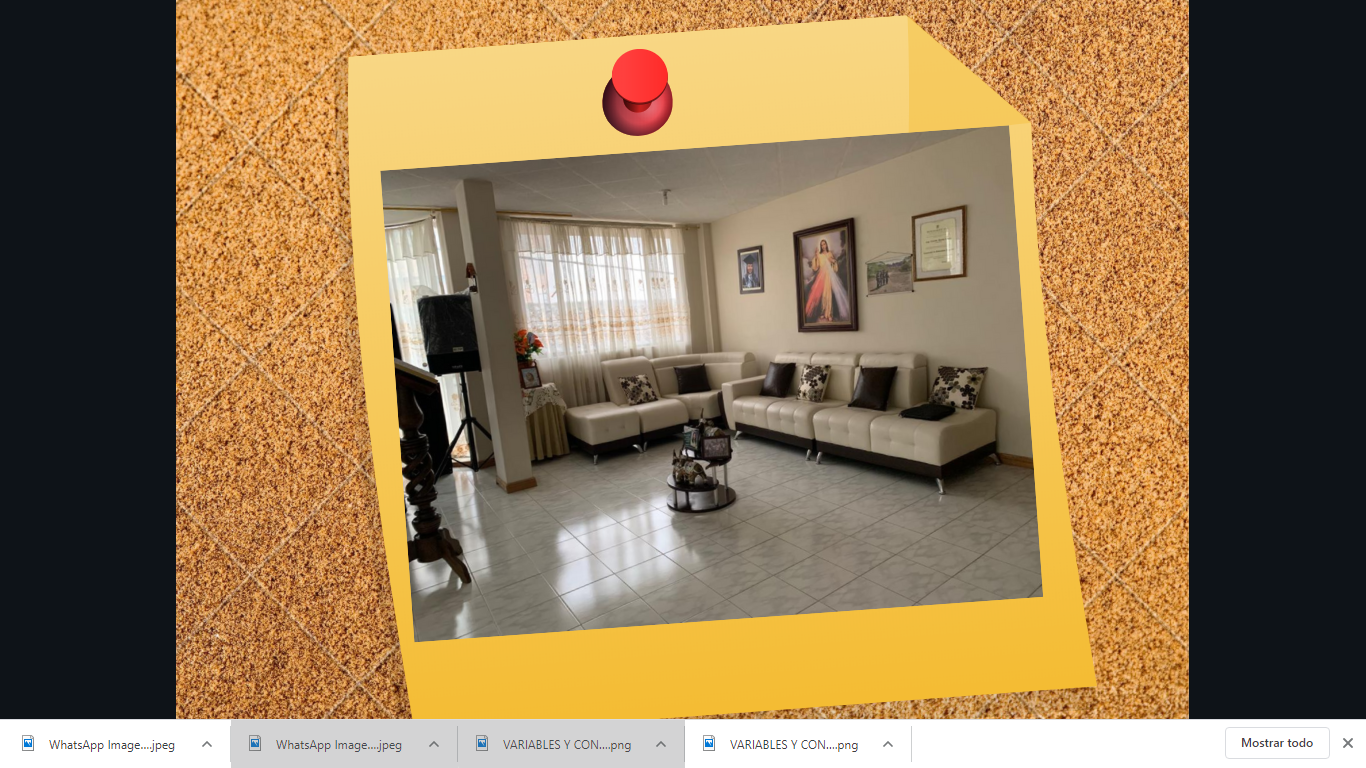 WhatsApp Image....jpeg
WhatsApp Image....jpeg
VARIABLES Y CON....png
VARIABLES Y CON....png
Mostrar todo